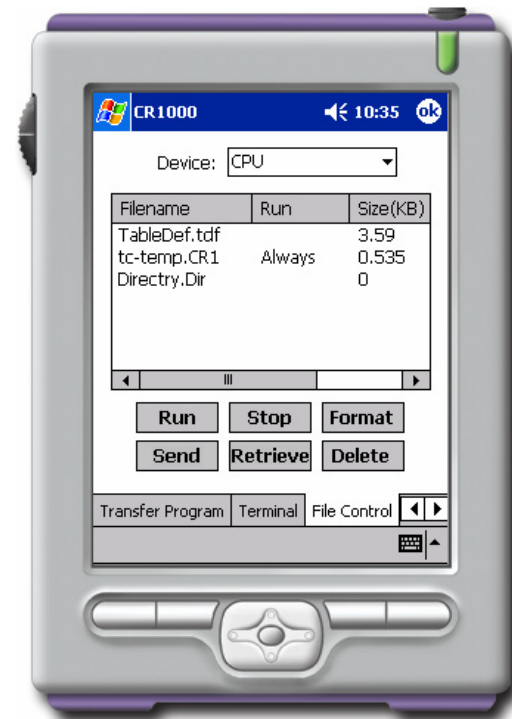 CR1000 10:35 ok
Device: CPU
Filename Run Size(KB)
TableDef.tdf 3.59
tc-temp.CR1 Always 0.535
Directry.Dir 0
Run Stop Format
Send Retrieve Delete
Transfer Program Terminal File Control